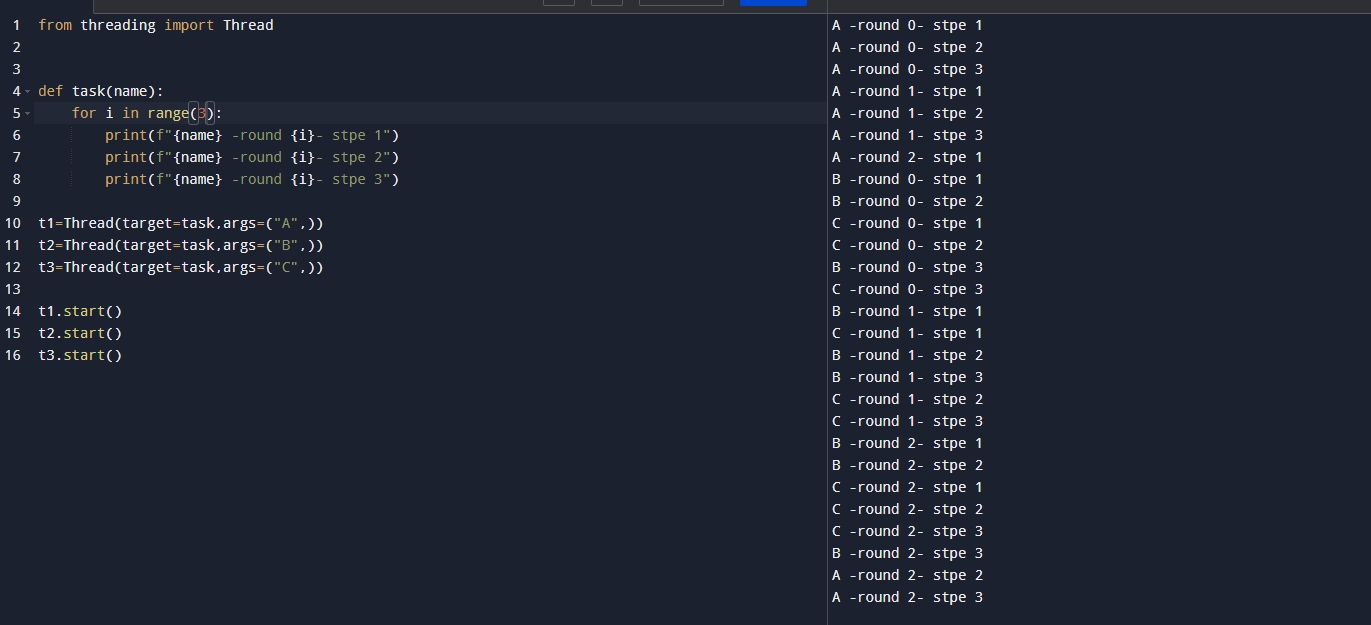 1 from threading import Thread
2
3
4 def task(name):
5 for i in range(3):
6 print(f"{name} -round {i}- stpe 1")
7 print(f"{name} -round {i}- stpe 2")
8 print(f"{name} -round {i}- stpe 3")
9
10 t1=Thread(target=task,args=("A",))
11 t2=Thread(target=task,args=("B",))
12 t3=Thread(target=task,args=("C",))
13
14 t1.start()
15 t2.start()
16 t3.start()
A -round 0- stpe 1
A -round 0- stpe 2
A -round 0- stpe 3
A -round 1- stpe 1
A -round 1- stpe 2
A -round 1- stpe 3
A -round 2- stpe 1
B -round 0- stpe 1
B -round 0- stpe 2
C -round 0- stpe 1
C -round 0- stpe 2
B -round 0- stpe 3
C -round 0- stpe 3
B -round 1- stpe 1
C -round 1- stpe 1
B -round 1- stpe 2
B -round 1- stpe 3
C -round 1- stpe 2
C -round 1- stpe 3
B -round 2- stpe 1
B -round 2- stpe 2
C -round 2- stpe 1
C -round 2- stpe 2
C -round 2- stpe 3
B -round 2- stpe 3
A -round 2- stpe 2
A -round 2- stpe 3